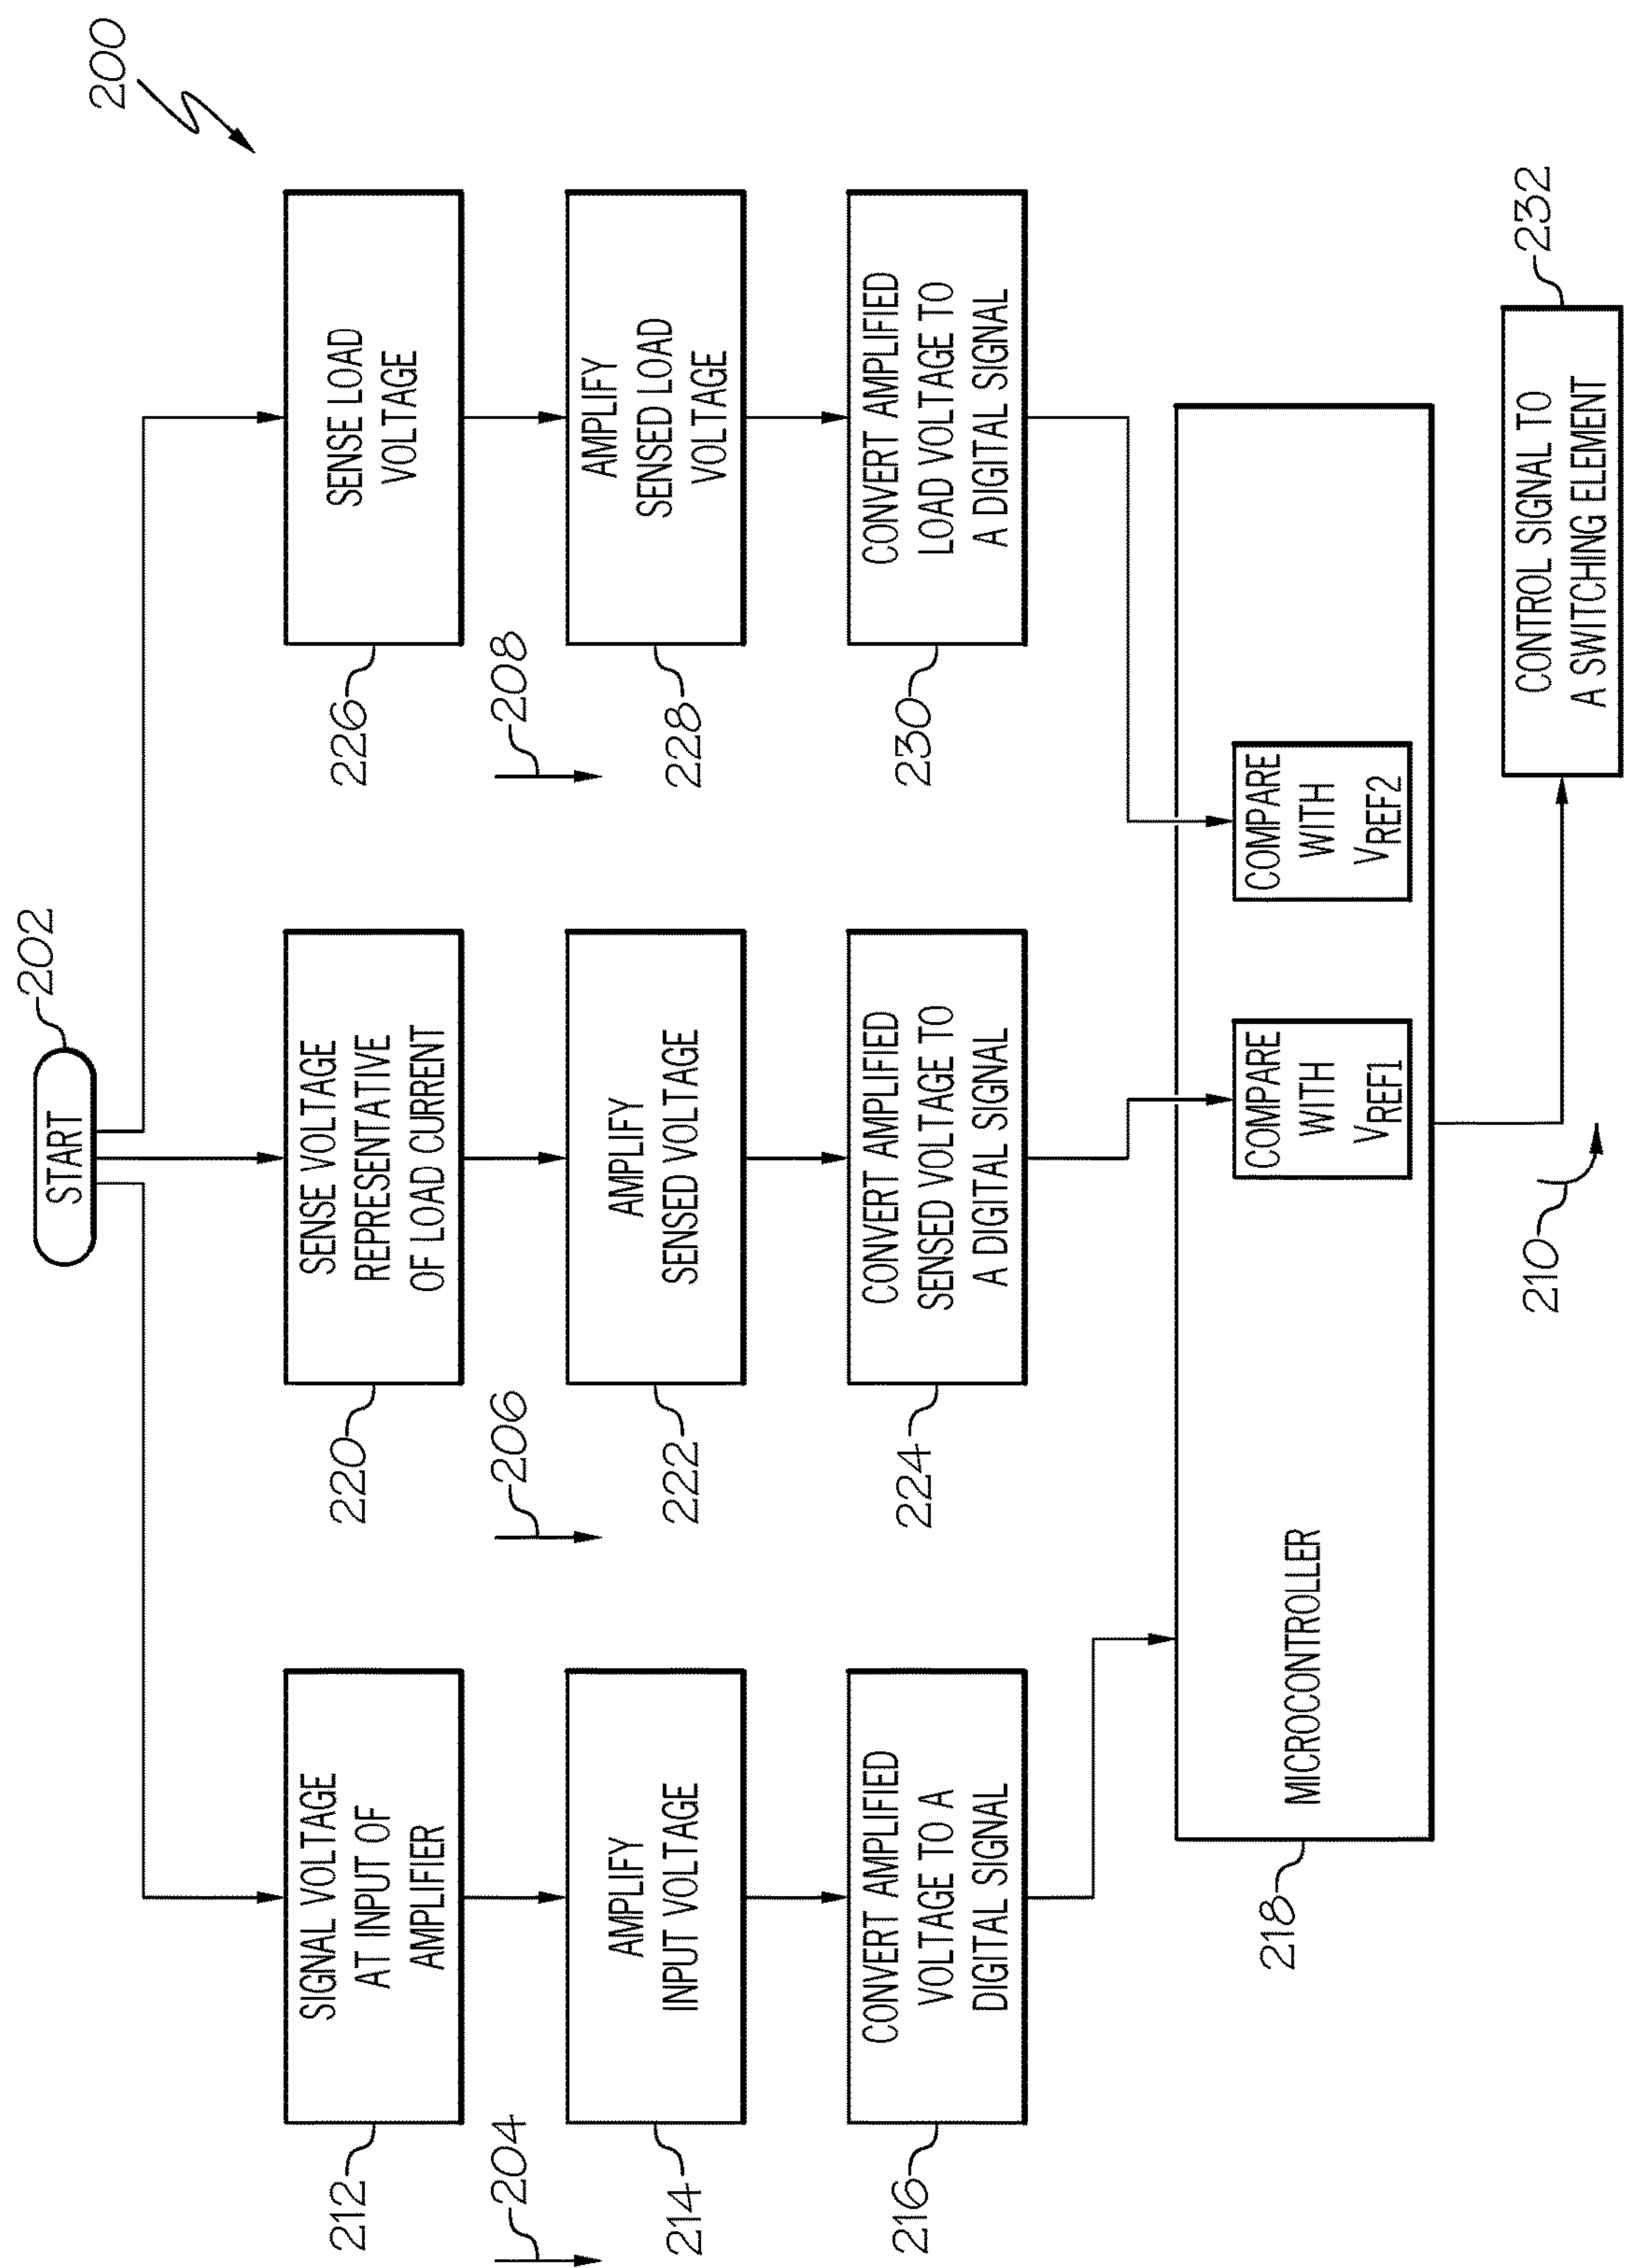 200
START
202
SIGNAL VOLTAGE
AT INPUT OF
AMPLIFIER
212
SENSE VOLTAGE
REPRESENTATIVE
OF LOAD CURRENT
220
SENSE LOAD
VOLTAGE
226
204
206
208
AMPLIFY
INPUT VOLTAGE
214
AMPLIFY
SENSED VOLTAGE
222
AMPLIFY
SENSED LOAD
VOLTAGE
228
CONVERT AMPLIFIED
VOLTAGE TO A
DIGITAL SIGNAL
216
CONVERT AMPLIFIED
SENSED VOLTAGE TO
A DIGITAL SIGNAL
224
CONVERT AMPLIFIED
LOAD VOLTAGE TO
A DIGITAL SIGNAL
230
MICROCONTROLLER
218
COMPARE
WITH
VREF1
COMPARE
WITH
VREF2
210
CONTROL SIGNAL TO
A SWITCHING ELEMENT
232